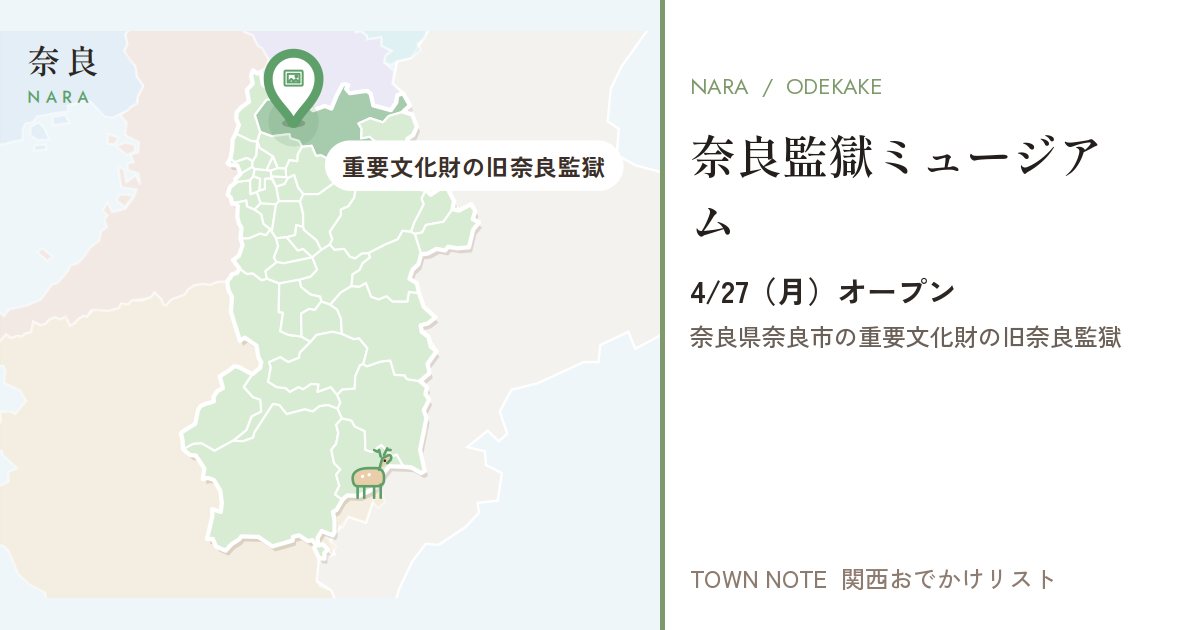 奈良
NARA
重要文化財の旧奈良監獄
NARA / ODEKAKE
奈良監獄ミュージア
ム
4/27（月）オープン
奈良県奈良市の重要文化財の旧奈良監獄
TOWN NOTE 関西おでかけリスト